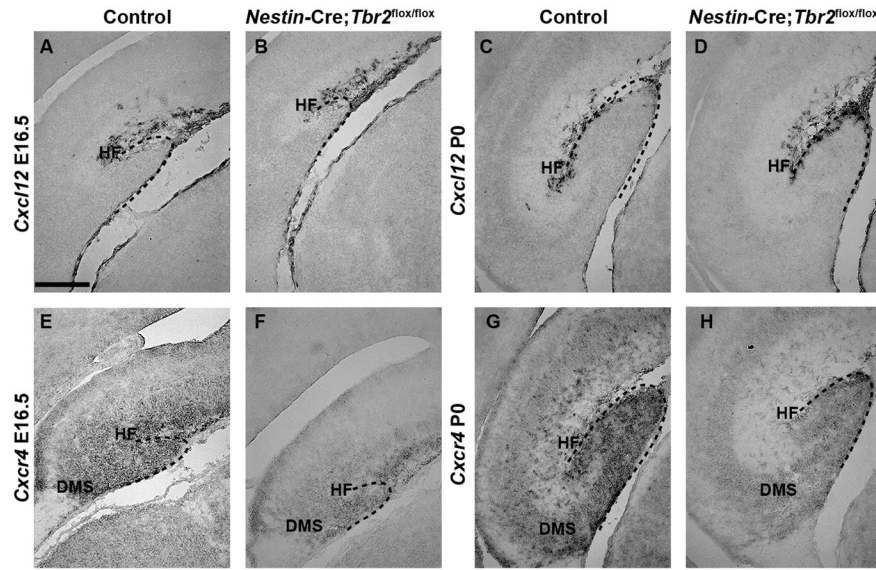 Control
Nestin-Cre;Tbr2flox/flox
Control
Nestin-Cre;Tbr2flox/flox
Cxcl12 E16.5
A
HF
B
HF
Cxcl12 P0
C
HF
D
HF
Cxcr4 E16.5
E
HF
DMS
F
HF
DMS
Cxcr4 P0
G
HF
DMS
H
HF
DMS